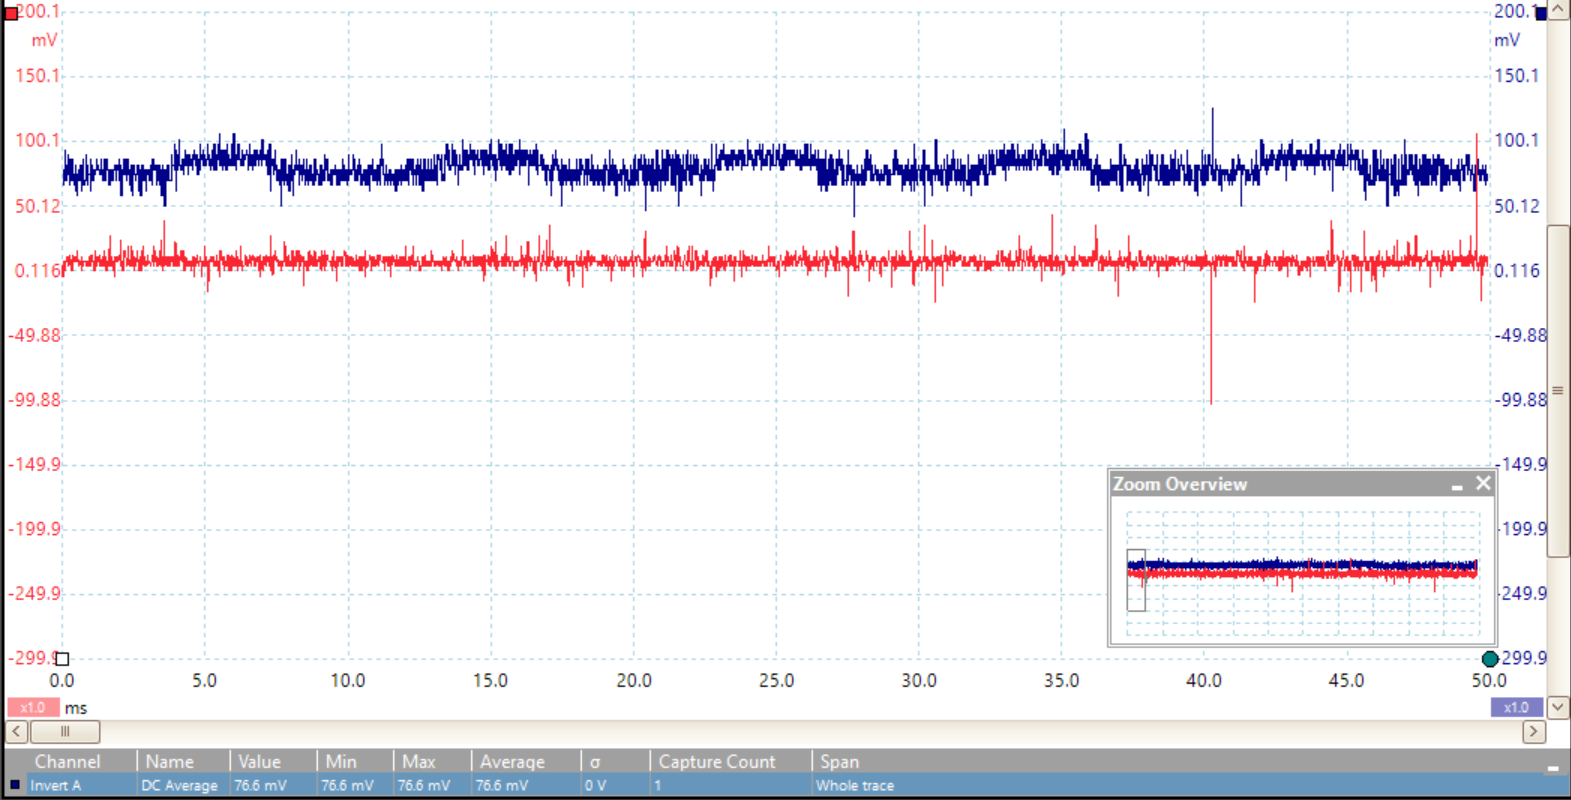 200.1 200.1
mV mV
150.1 150.1
100.1 100.1
50.12 50.12
0.116 0.116
-49.88 -49.88
-99.88 -99.88
-149.9 -149.9
Zoom Overview
-199.9 -199.9
-249.9 -249.9
-299.9 -299.9
0.0 5.0 10.0 15.0 20.0 25.0 30.0 35.0 40.0 45.0 50.0
x1.0 ms x1.0
Channel Name Value Min Max Average σ Capture Count Span
Invert A DC Average 76.6 mV 76.6 mV 76.6 mV 76.6 mV 0 V 1 Whole trace